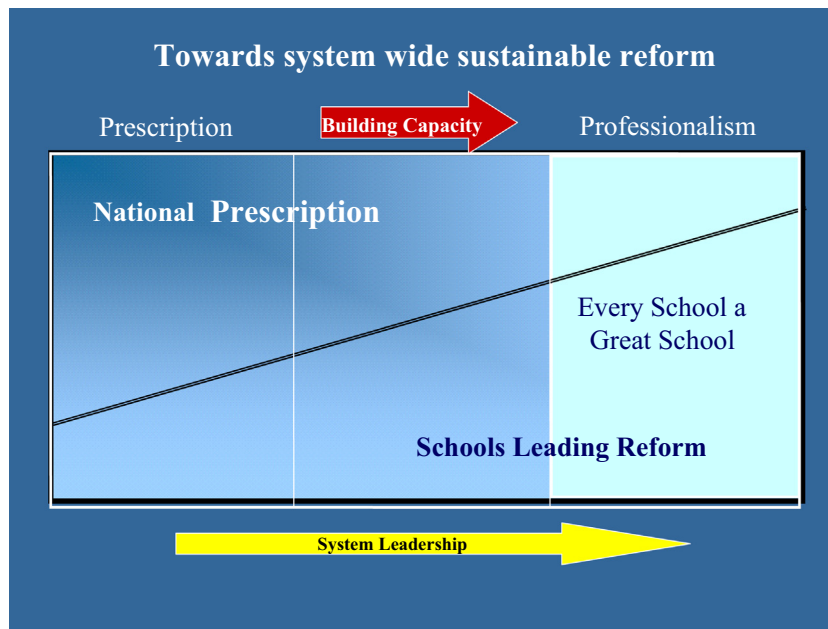 Towards system wide sustainable reform
Prescription
Building Capacity
Professionalism
National Prescription
Every School a
Great School
Schools Leading Reform
System Leadership